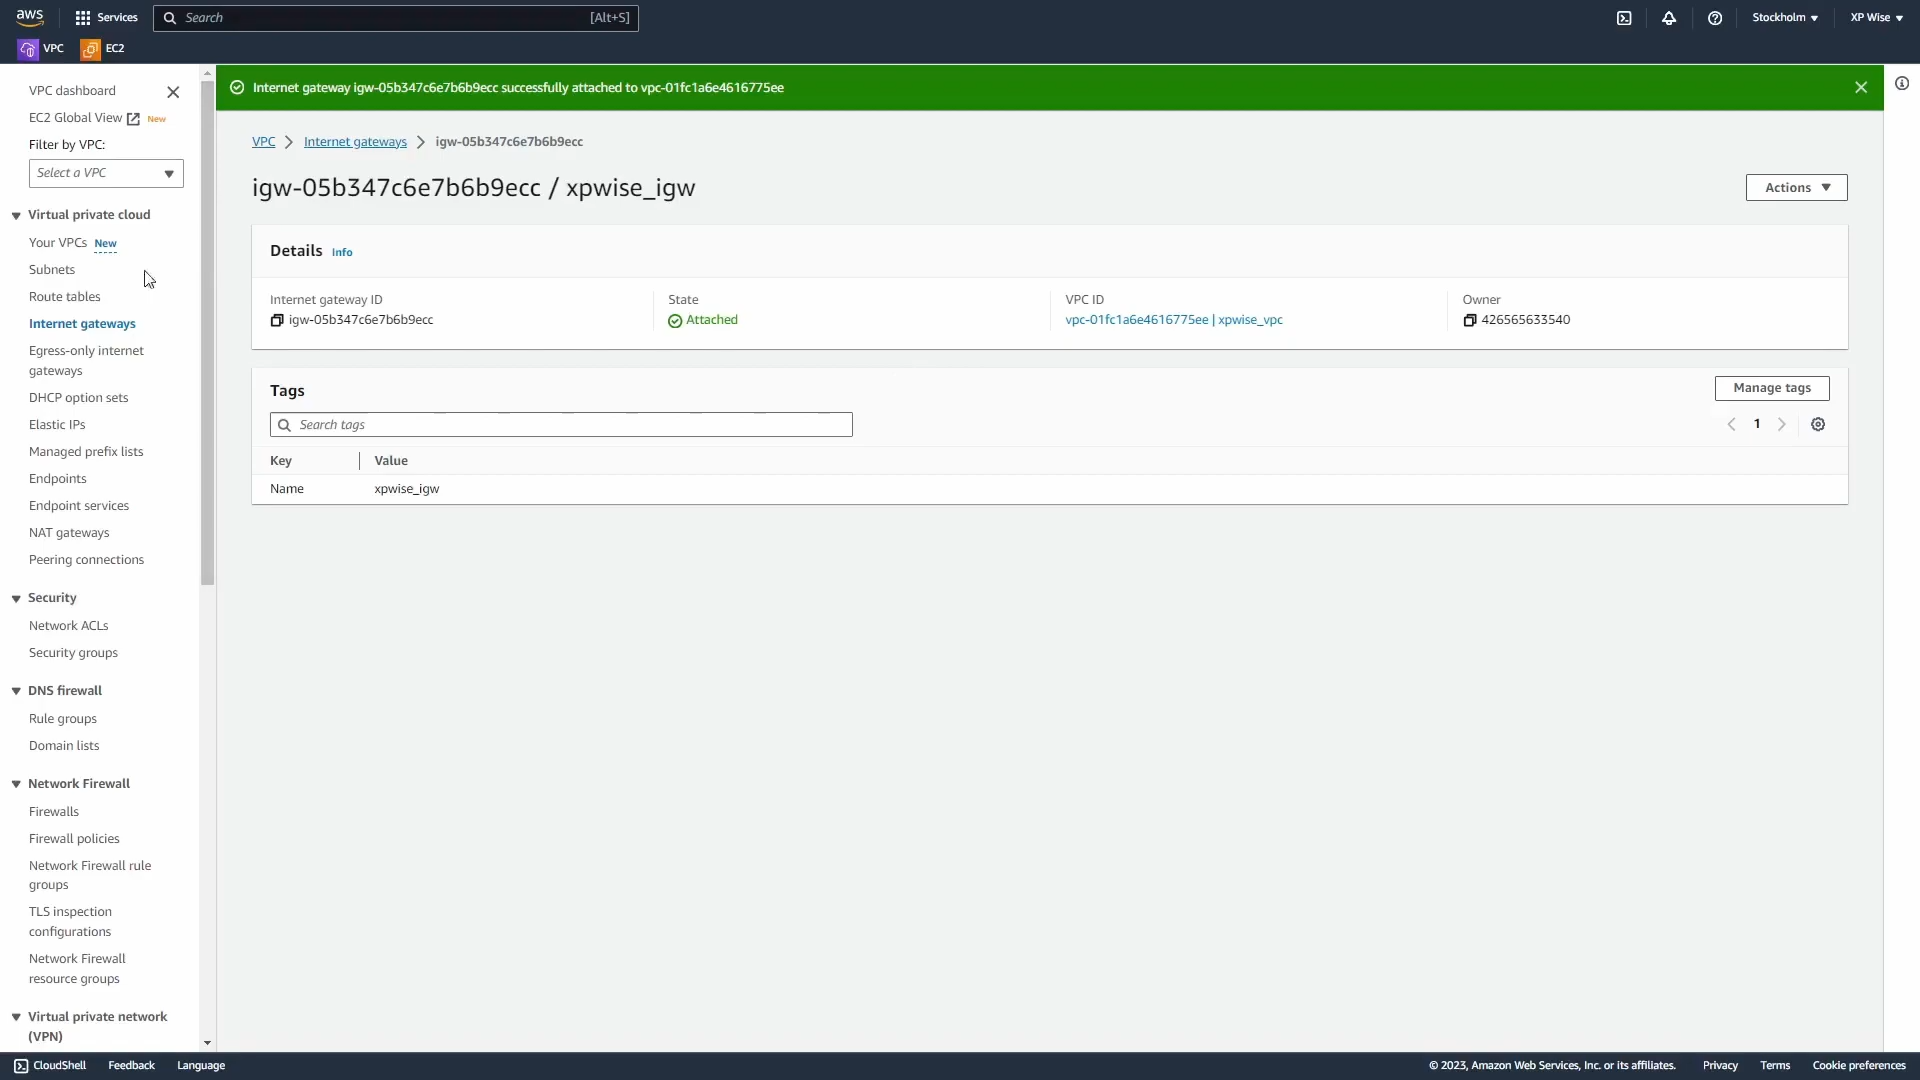 aws
Services
Search
[Alt+S]
Stockholm
XP Wise
VPC
EC2
VPC dashboard
EC2 Global View
New
Filter by VPC:
Select a VPC
Virtual private cloud
Your VPCs New
Subnets
Route tables
Internet gateways
Egress-only internet
gateways
DHCP option sets
Elastic IPs
Managed prefix lists
Endpoints
Endpoint services
NAT gateways
Peering connections
Security
Network ACLs
Security groups
DNS firewall
Rule groups
Domain lists
Network Firewall
Firewalls
Firewall policies
Network Firewall rule
groups
TLS inspection
configurations
Network Firewall
resource groups
Virtual private network
(VPN)
Internet gateway igw-05b347c6e7b6b9ecc successfully attached to vpc-01fc1a6e4616775ee
VPC
Internet gateways
igw-05b347c6e7b6b9ecc
igw-05b347c6e7b6b9ecc / xpwise_igw
Actions
Details Info
Internet gateway ID
igw-05b347c6e7b6b9ecc
State
Attached
VPC ID
vpc-01fc1a6e4616775ee | xpwise_vpc
Owner
426565633540
Tags
Manage tags
Search tags
1
Key
Value
Name
xpwise_igw
CloudShell
Feedback
Language
© 2023, Amazon Web Services, Inc. or its affiliates.
Privacy
Terms
Cookie preferences